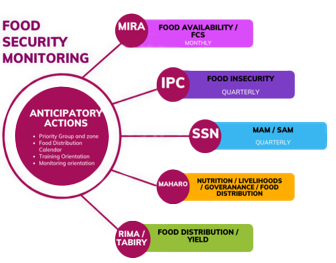 FOOD
SECURITY
MONITORING
MIRA
FOOD AVAILABILITY /
FCS
MONTHLY
IPC
FOOD INSECURITY
QUARTERLY
ANTICIPATORY
ACTIONS
• Priority Group and zone
• Food Distribution
Calendar
• Training Orientation
• Monitoring orientation
SSN
MAM / SAM
QUARTERLY
MAHARO
NUTRITION / LIVELIHOODS
/ GOVERANANCE / FOOD
DISTRIBUTION
RIMA /
TABIRY
FOOD DISTRIBUTION /
YIELD